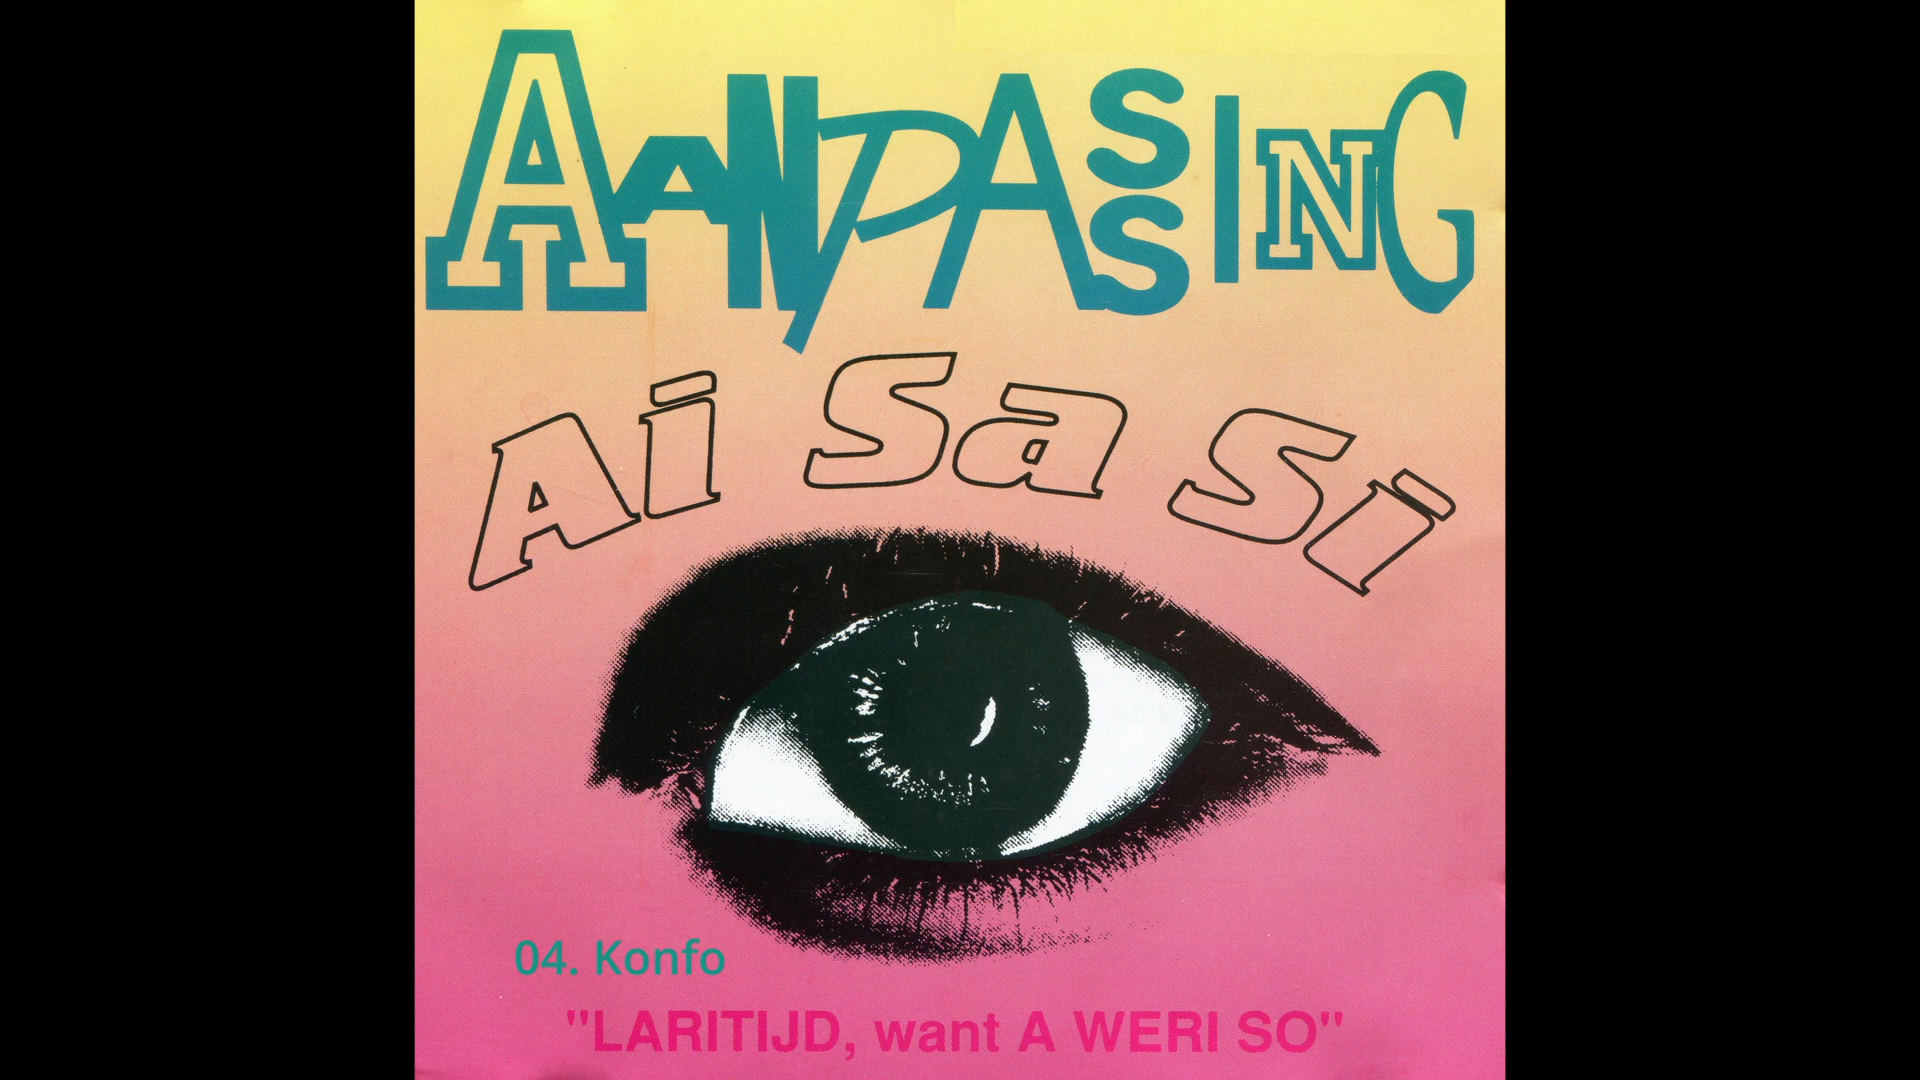 AANPASSING
Ai Sa Si
04. Konfo
"LARITIJD, want A WERI SO"